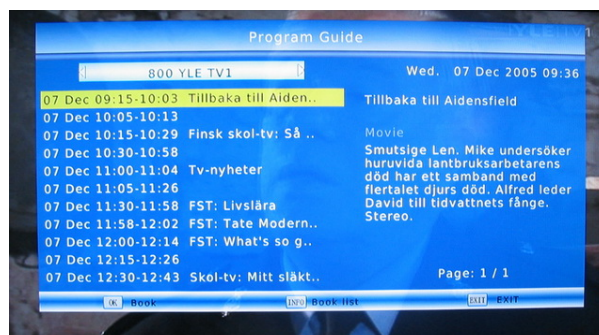 Program Guide
YLE TV1
800 YLE TV1
Wed. 07 Dec 2005 09:36
07 Dec 09:15-10:03 Tillbaka till Aiden..
07 Dec 10:05-10:13
07 Dec 10:15-10:29 Finsk skol-tv: Så ..
07 Dec 10:30-10:58
07 Dec 11:00-11:04 Tv-nyheter
07 Dec 11:05-11:26
07 Dec 11:30-11:58 FST: Livslära
07 Dec 11:58-12:02 FST: Tate Modern..
07 Dec 12:00-12:14 FST: What's so g..
07 Dec 12:15-12:26
07 Dec 12:30-12:43 Skol-tv: Mitt släkt..
Tillbaka till Aidensfield
Movie
Smutsige Len. Mike undersöker
huruvida lantbruksarbetarens
död har ett samband med
flertalet djurs död. Alfred leder
David till tidvattnets fånge.
Stereo.
Page: 1 / 1
OK Book
INFO Book list
EXIT EXIT